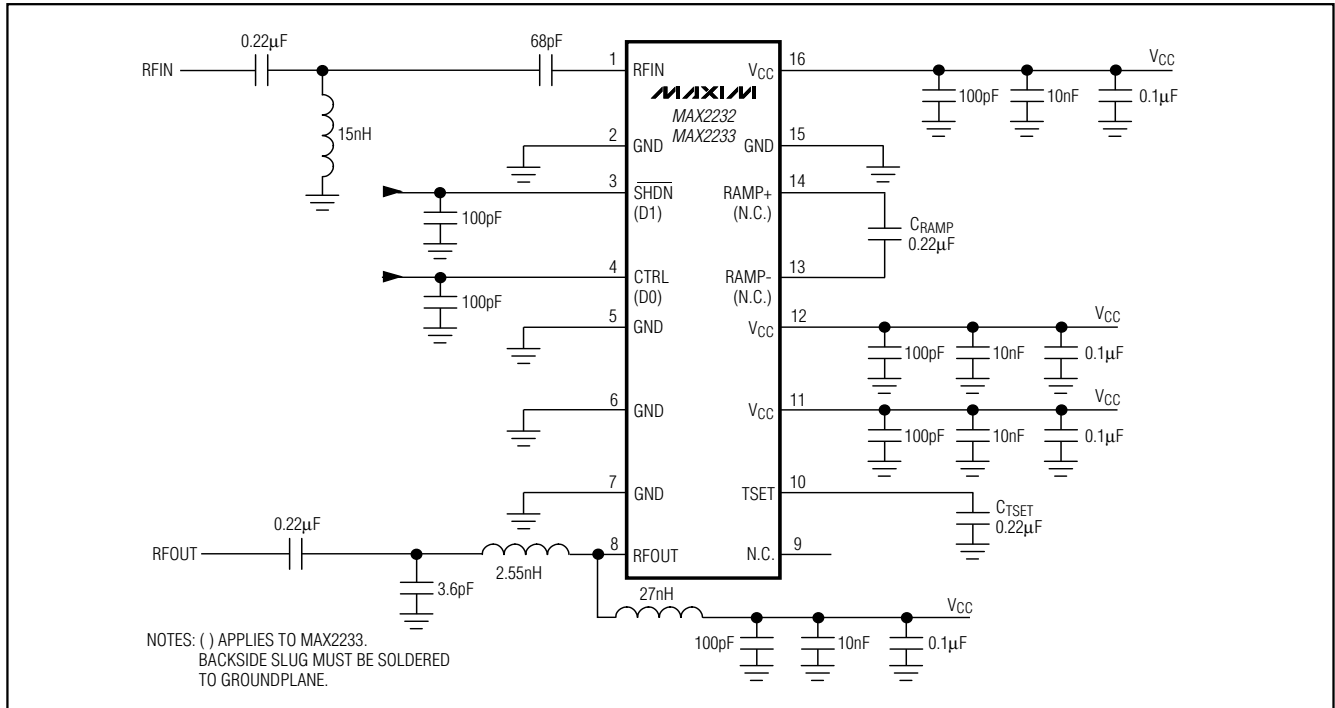 0.22μF
68pF
RFIN
15nH
1
RFIN
VCC
16
VCC
MAXIM
MAX2232
MAX2233
100pF
10nF
0.1μF
2
GND
GND
15
3
SHDN
(D1)
RAMP+
(N.C.)
14
100pF
CRAMP
0.22μF
4
CTRL
(D0)
RAMP-
(N.C.)
13
100pF
5
GND
VCC
12
VCC
100pF
10nF
0.1μF
6
GND
VCC
11
VCC
100pF
10nF
0.1μF
7
GND
TSET
10
CTSET
0.22μF
0.22μF
RFOUT
3.6pF
2.55nH
8
RFOUT
N.C.
9
27nH
VCC
100pF
10nF
0.1μF
NOTES: ( ) APPLIES TO MAX2233.
BACKSIDE SLUG MUST BE SOLDERED
TO GROUNDPLANE.